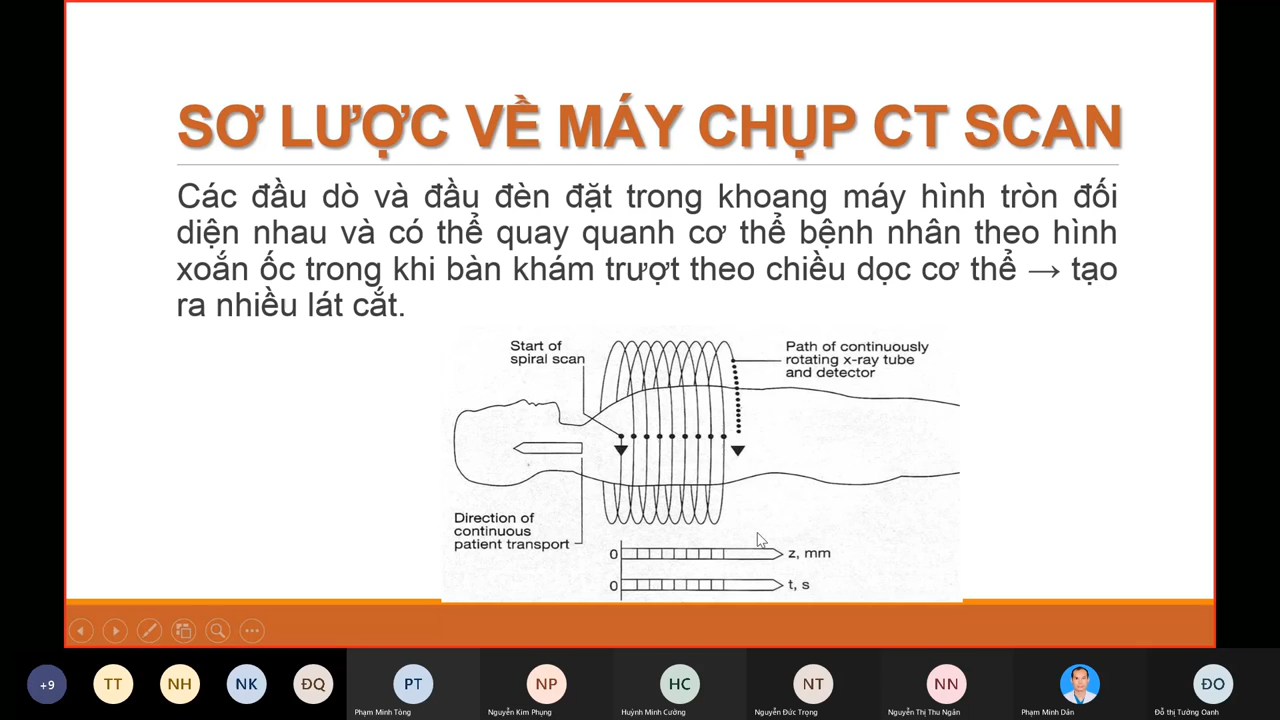 SƠ LƯỢC VỀ MÁY CHỤP CT SCAN
Các đầu dò và đầu đèn đặt trong khoang máy hình tròn đối
diện nhau và có thể quay quanh cơ thể bệnh nhân theo hình
xoắn ốc trong khi bàn khám trượt theo chiều dọc cơ thể → tạo
ra nhiều lát cắt.
Start of
spiral scan
Path of continuously
rotating x-ray tube
and detector
Direction of
continuous
patient transport
0 z, mm
0 t, s
+9 TT NH NK ĐQ PT NP HC NT NN ĐO
Phạm Minh Tông Nguyễn Kim Phụng Huỳnh Minh Cường Nguyễn Đức Trọng Nguyễn Thị Thu Ngân Phạm Minh Dân Đỗ thị Tường Oanh